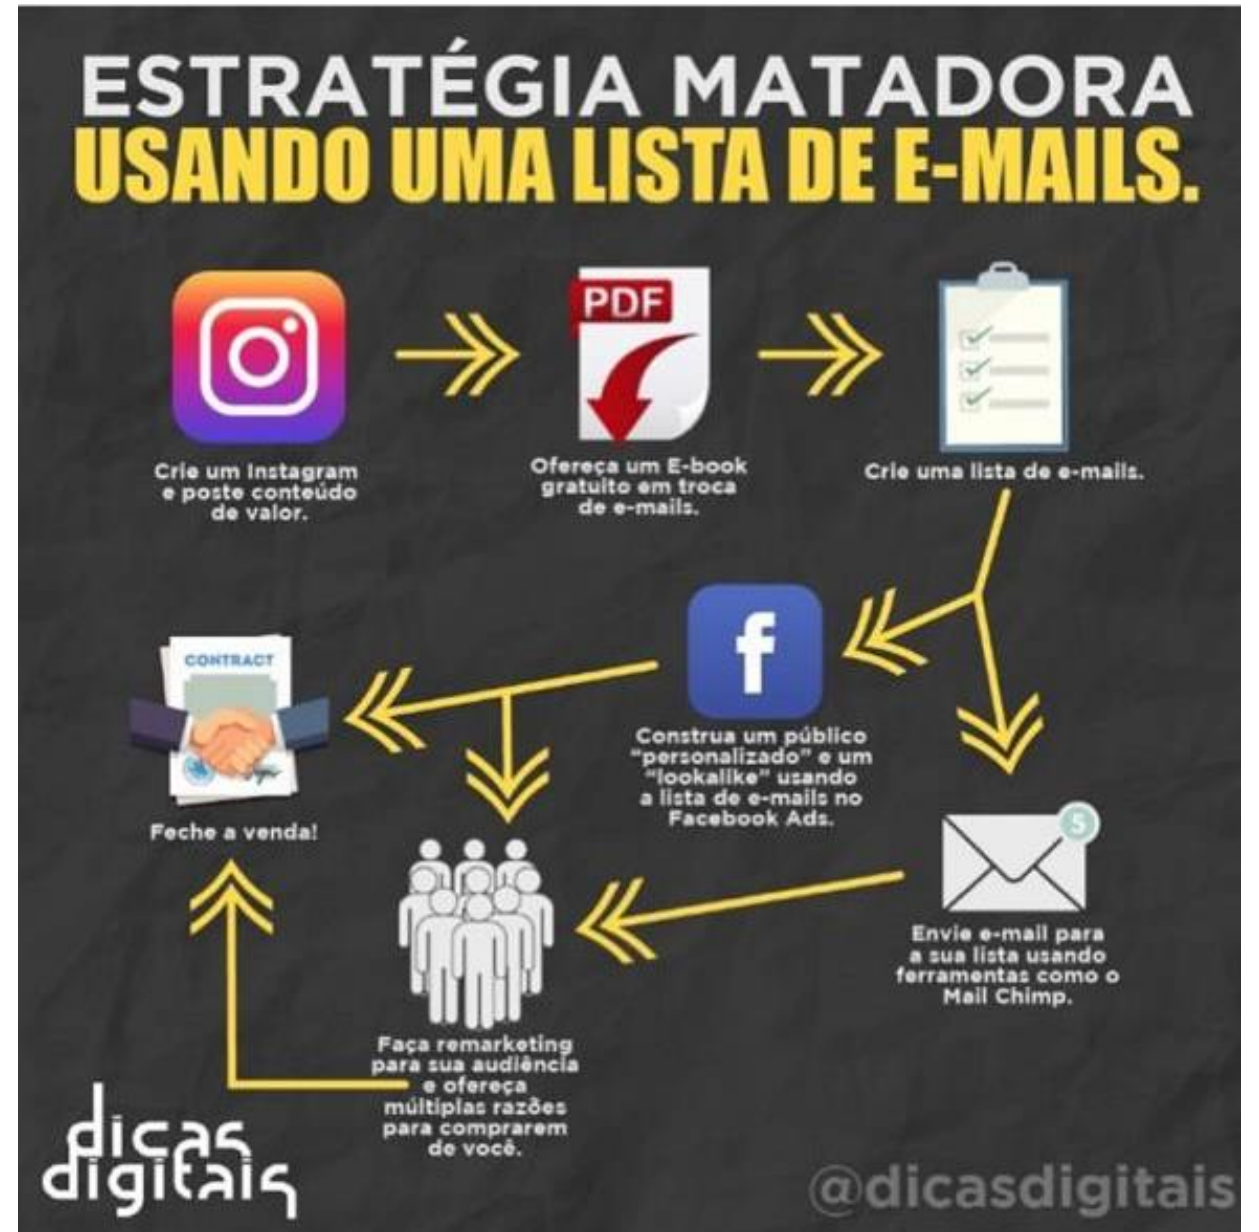 ESTRATÉGIA MATADORA
USANDO UMA LISTA DE E-MAILS.
PDF
Crie um Instagram
e poste conteúdo
de valor.
Ofereça um E-book
gratuito em troca
de e-mails.
Crie uma lista de e-mails.
f
Construa um público
"personalizado" e um
"lookalike" usando
a lista de e-mails no
Facebook Ads.
CONTRACT
Feche a venda!
5
Envie e-mail para
a sua lista usando
ferramentas como o
Mail Chimp.
Faça remarketing
para sua audiência
e ofereça
múltiplas razões
para comprarem
de você.
dicas
digitais
@dicasdigitais